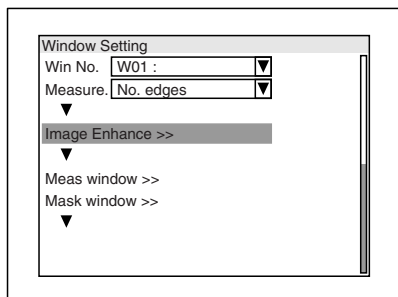 Window Setting
Win No. W01 :
Measure. No. edges
Image Enhance >>
Meas window >>
Mask window >>